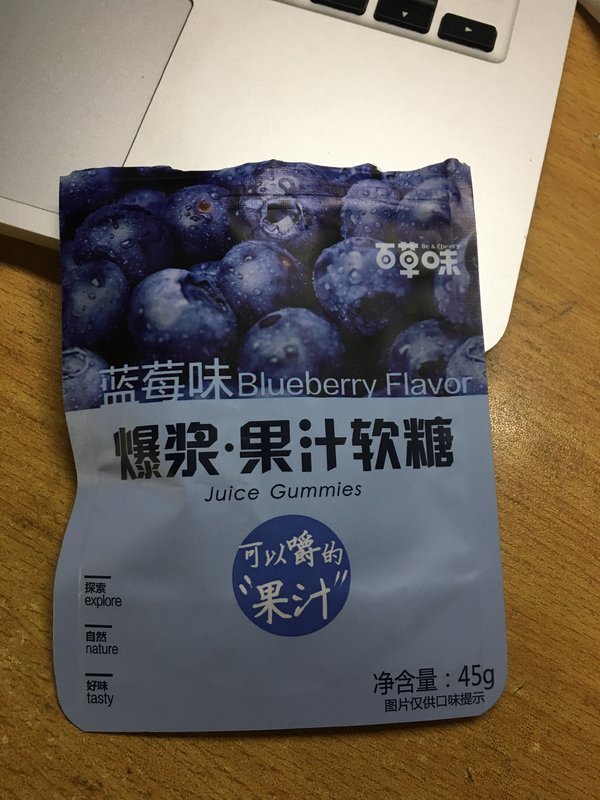 Be & Cheery
百草味
蓝莓味Blueberry Flavor
爆浆·果汁软糖
Juice Gummies
可以嚼的
“果汁”
探索
explore
自然
nature
好味
tasty
净含量：45g
图片仅供口味提示